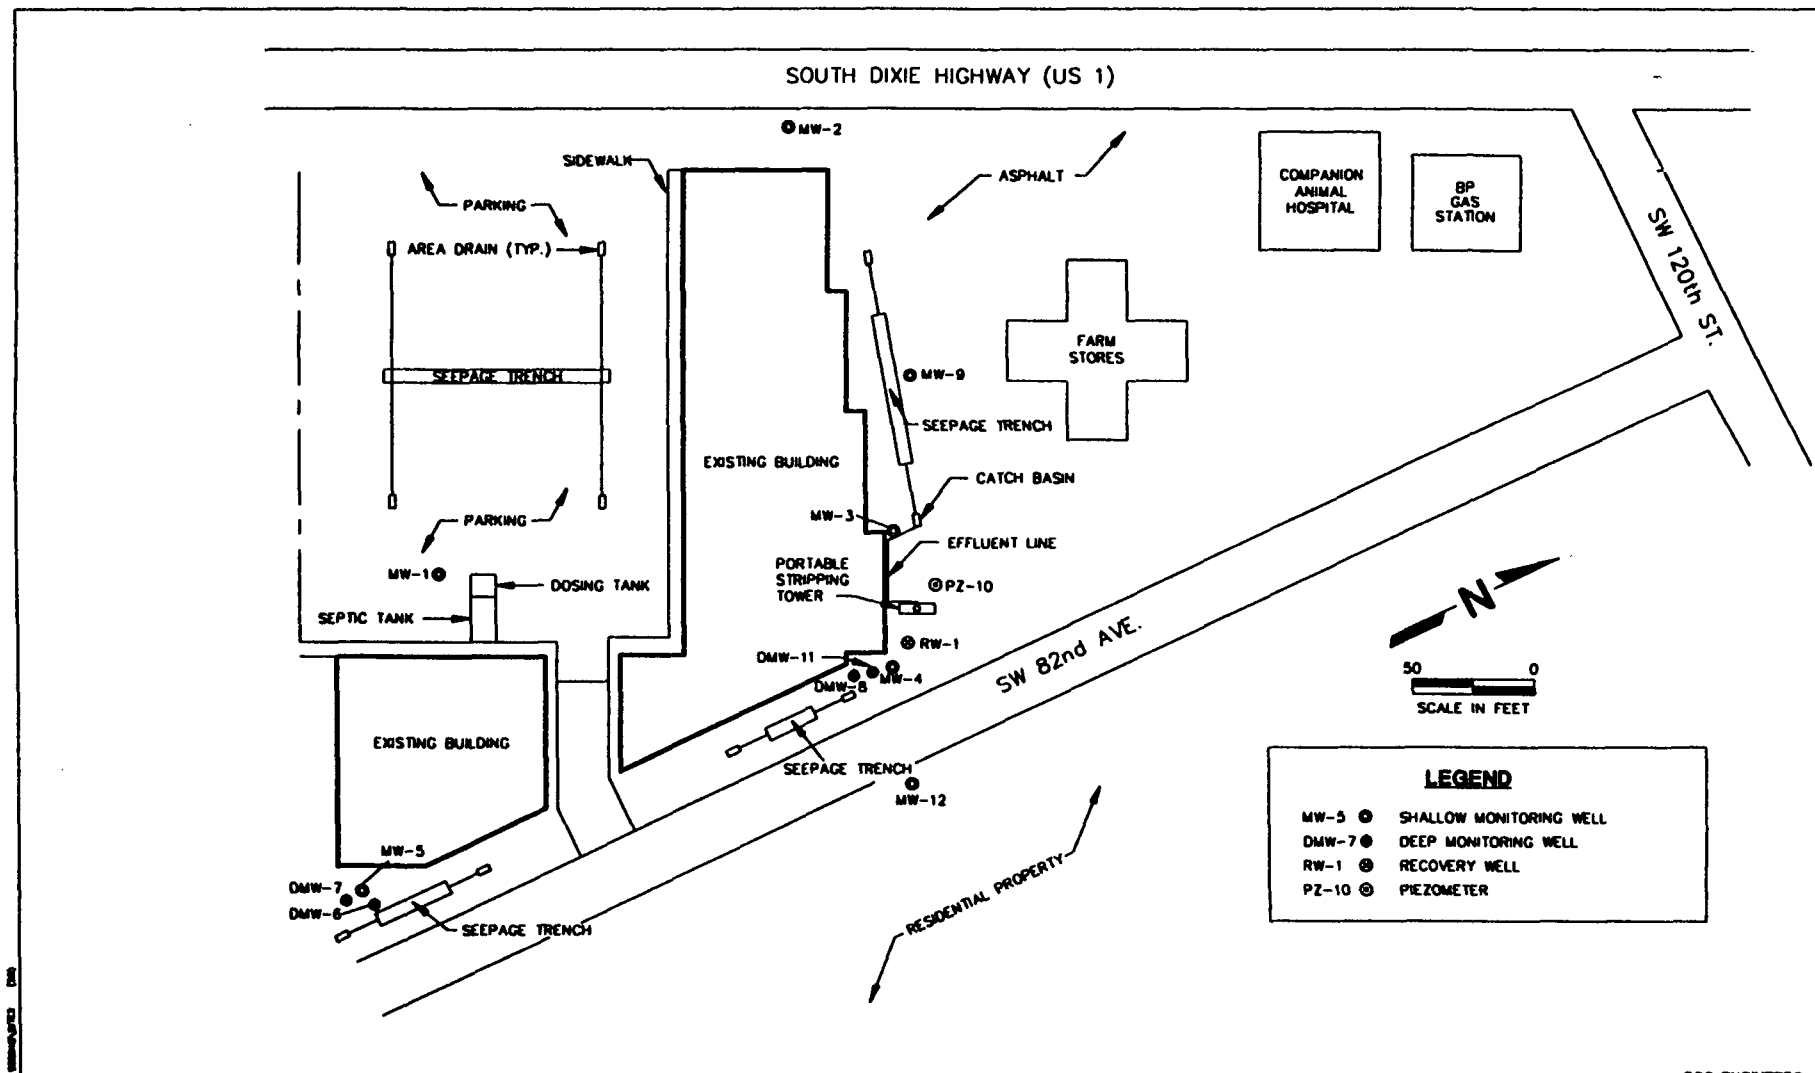 SOUTH DIXIE HIGHWAY (US 1)
MW-2
SIDEWALK
ASPHALT
PARKING
AREA DRAIN (TYP.)
COMPANION
ANIMAL
HOSPITAL
BP
GAS
STATION
SW 120th ST.
FARM
STORES
SEEPAGE TRENCH
MW-9
SEEPAGE TRENCH
EXISTING BUILDING
CATCH BASIN
MW-3
PARKING
EFFLUENT LINE
PORTABLE
STRIPPING
TOWER
MW-1
DOSING TANK
PZ-10
SEPTIC TANK
RW-1
DMW-11
MW-4
DMW-8
SW 82nd AVE.
N
50 0
SCALE IN FEET
EXISTING BUILDING
SEEPAGE TRENCH
MW-12
MW-5
DMW-7
DMW-6
SEEPAGE TRENCH
RESIDENTIAL PROPERTY
LEGEND
MW-5 SHALLOW MONITORING WELL
DMW-7 DEEP MONITORING WELL
RW-1 RECOVERY WELL
PZ-10 PIEZOMETER